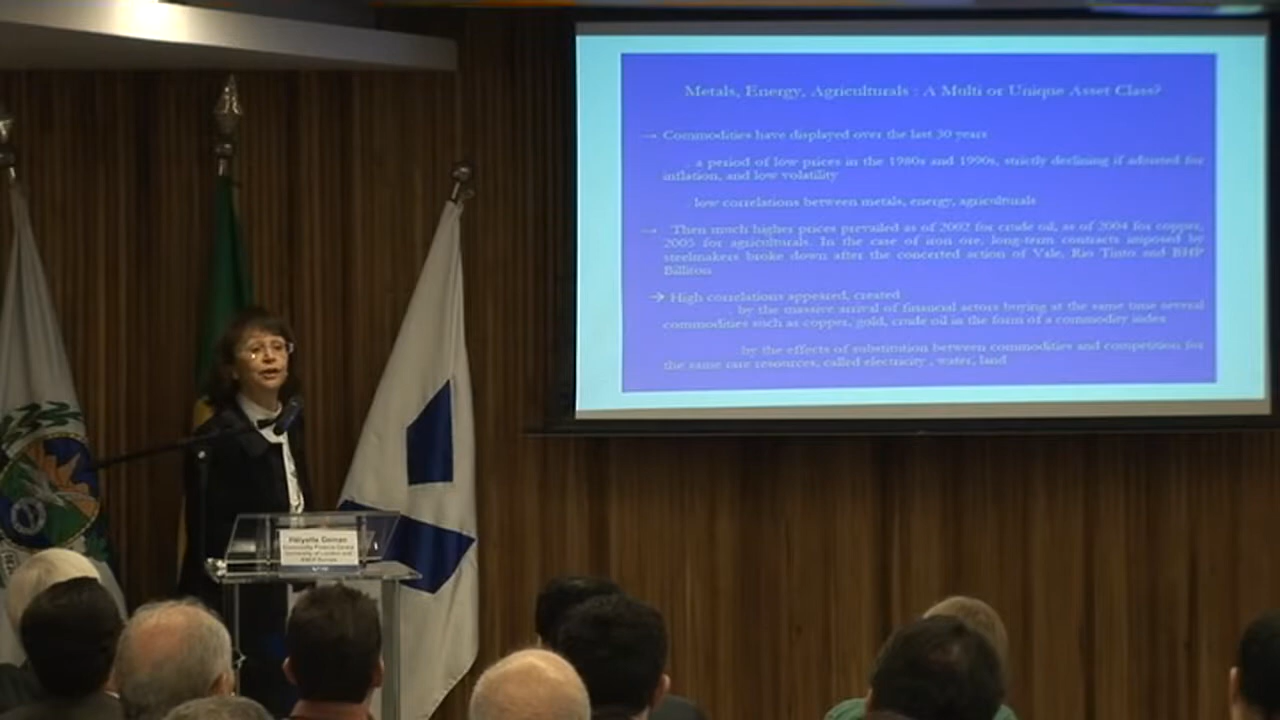 Metals, Energy, Agriculturals : A Multi or Unique Asset Class?
→ Commodities have displayed over the last 30 years
. a period of low prices in the 1980s and 1990s, strictly declining if adjusted for
inflation, and low volatility
. low correlations between metals, energy, agriculturals
→ Then much higher prices prevailed as of 2002 for crude oil, as of 2004 for copper,
2005 for agriculturals. In the case of iron ore, long-term contracts imposed by
steelmakers broke down after the concerted action of Vale, Rio Tinto and BHP
Billiton
→ High correlations appeared, created
. by the massive arrival of financial actors buying at the same time several
commodities such as copper, gold, crude oil in the form of a commodity index
. by the effects of substitution between commodities and competition for
the same rare resources, called electricity , water, land
Hélyette Geman
Commodity Finance Centre
University of London and